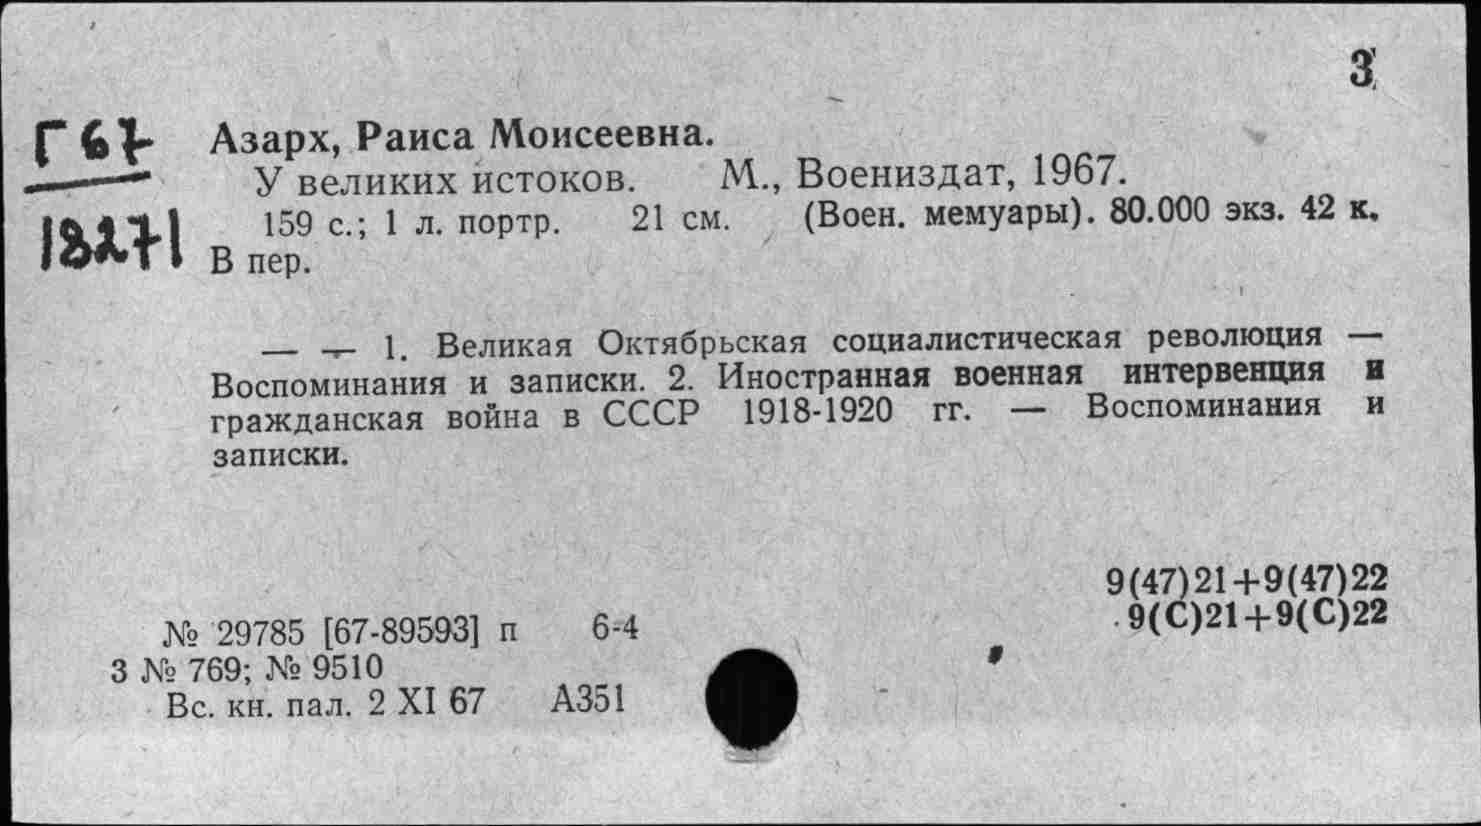 3
Г 67
18271
Азарх, Раиса Моисеевна.
У великих истоков. М., Воениздат, 1967.
159 с.; 1 л. портр. 21 см. (Воен. мемуары). 80.000 экз. 42 к.
В пер.
— — 1. Великая Октябрьская социалистическая революция —
Воспоминания и записки. 2. Иностранная военная интервенция и
гражданская война в СССР 1918-1920 гг. — Воспоминания и
записки.
9(47)21+9(47)22
9(С)21+9(С)22
№ 29785 [67-89593] п 6-4
3 № 769; № 9510
Вс. кн. пал. 2 XI 67 А351